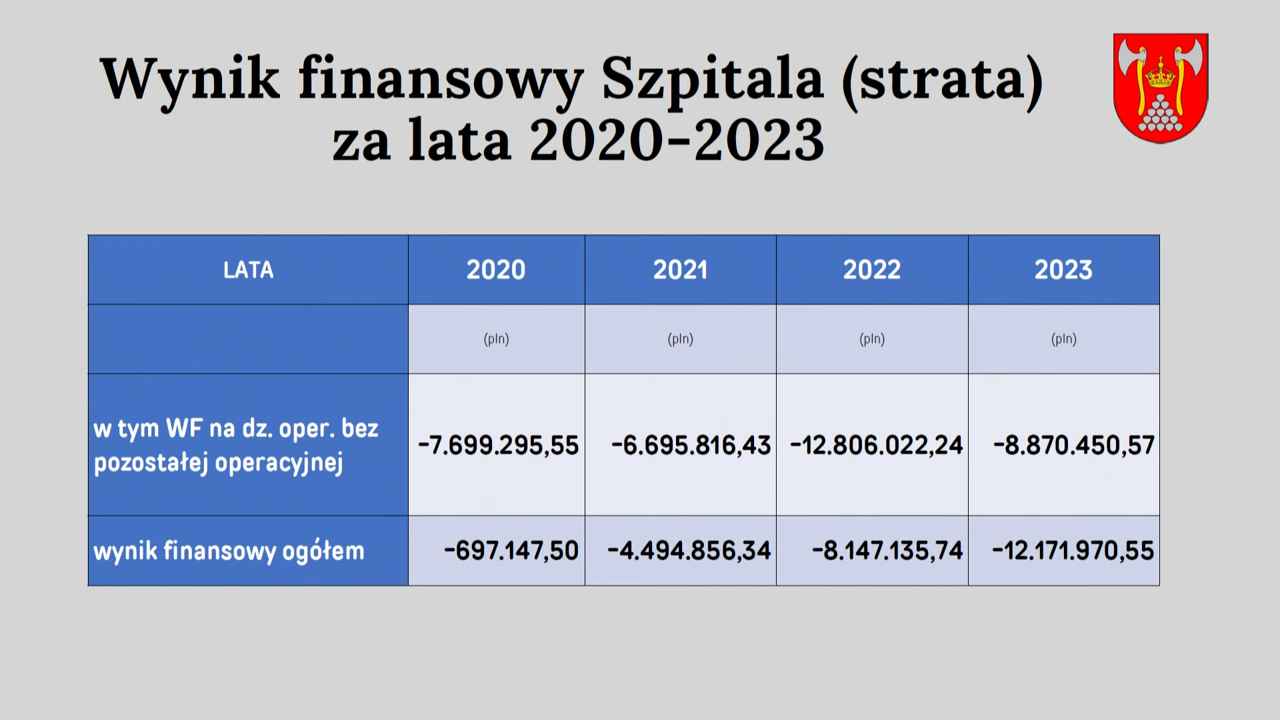 Wynik finansowy Szpitala (strata)
za lata 2020-2023
LATA 2020 2021 2022 2023
(pln) (pln) (pln) (pln)
w tym WF na dz. oper. bez
pozostałej operacyjnej
-7.699.295,55 -6.695.816,43 -12.806.022,24 -8.870.450,57
wynik finansowy ogółem -697.147,50 -4.494.856,34 -8.147.135,74 -12.171.970,55